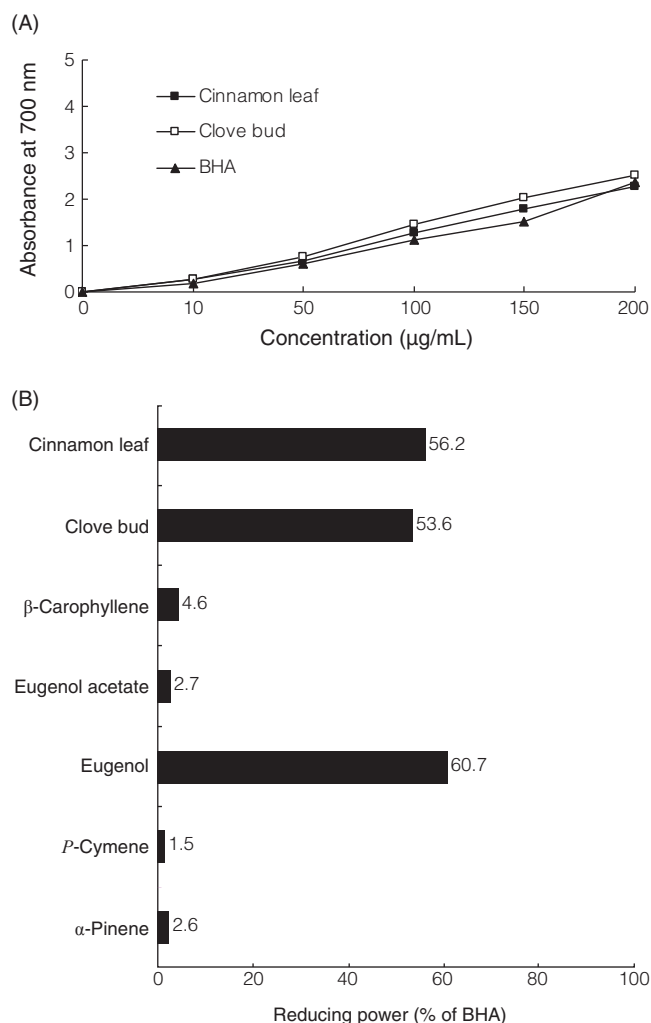 (A)
5
4
3
2
1
0
Absorbance at 700 nm
Cinnamon leaf
Clove bud
BHA
0 10 50 100 150 200
Concentration (μg/mL)
(B)
Cinnamon leaf 56.2
Clove bud 53.6
β-Carophyllene 4.6
Eugenol acetate 2.7
Eugenol 60.7
P-Cymene 1.5
α-Pinene 2.6
0 20 40 60 80 100
Reducing power (% of BHA)